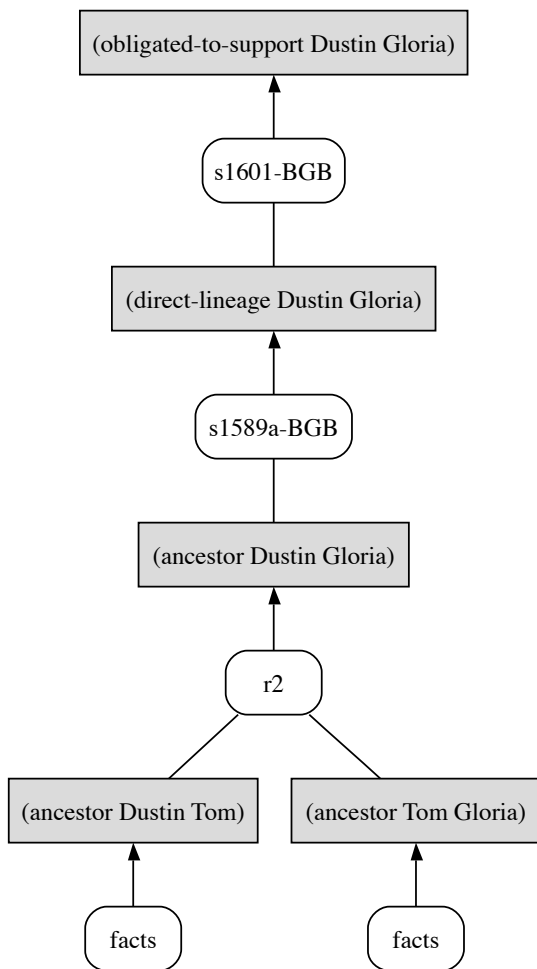 (obligated-to-support Dustin Gloria)
s1601-BGB
(direct-lineage Dustin Gloria)
s1589a-BGB
(ancestor Dustin Gloria)
r2
(ancestor Dustin Tom)
(ancestor Tom Gloria)
facts
facts